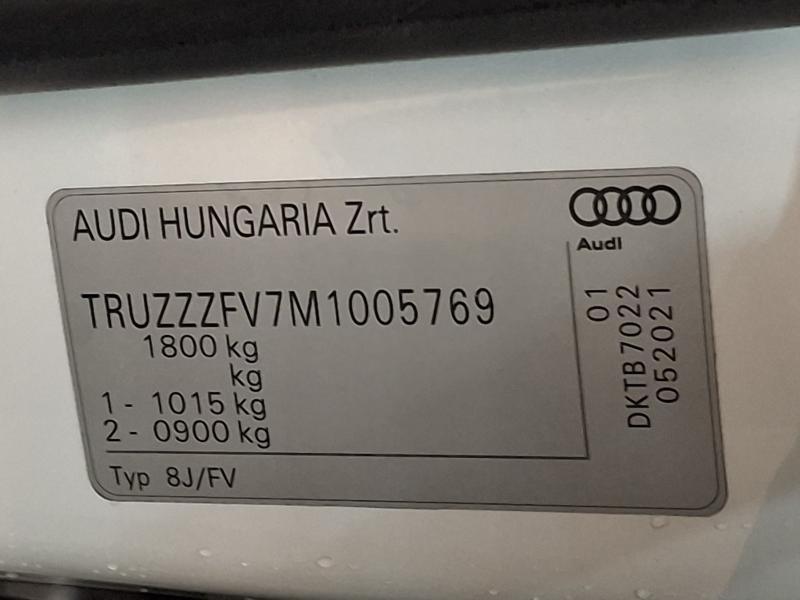 AUDI HUNGARIA Zrt.
Audi
TRUZZZFV7M1005769
1800 kg
kg
1 - 1015 kg
2 - 0900 kg
Typ 8J/FV
01
DKTB7022
052021